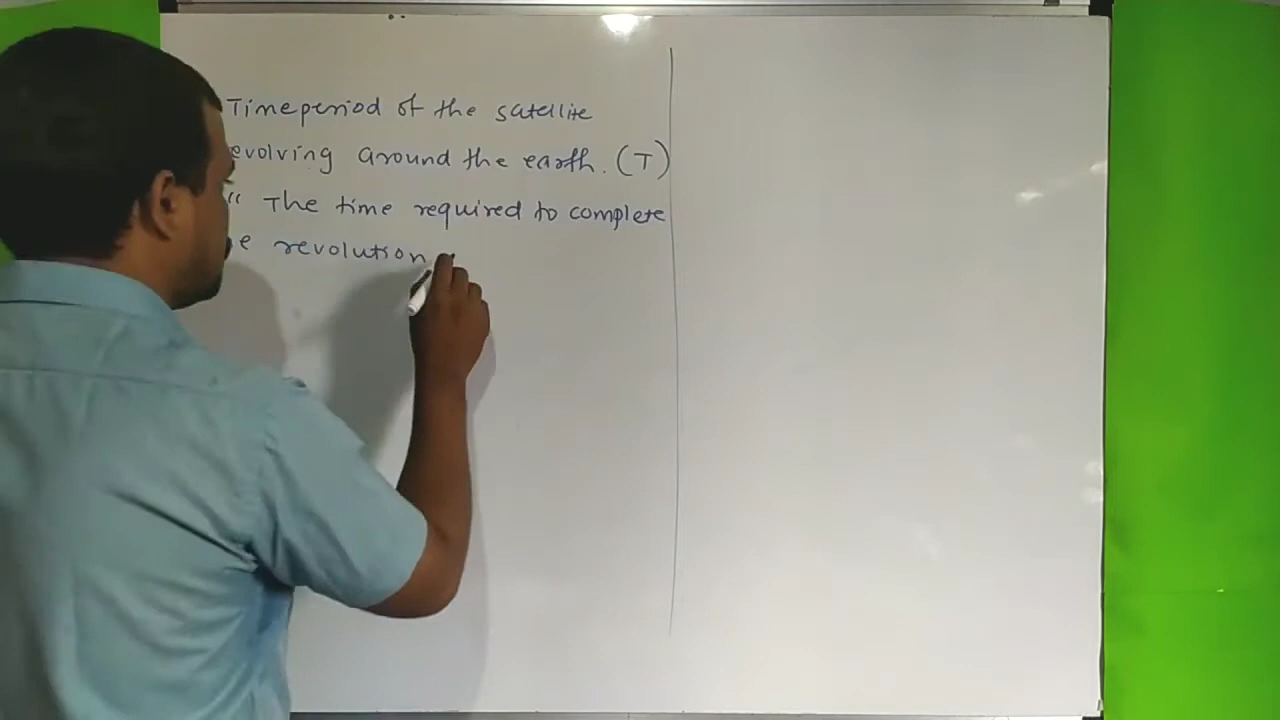 Timeperiod of the satellite
evolving around the earth. (T)
" The time required to complete
e revolution